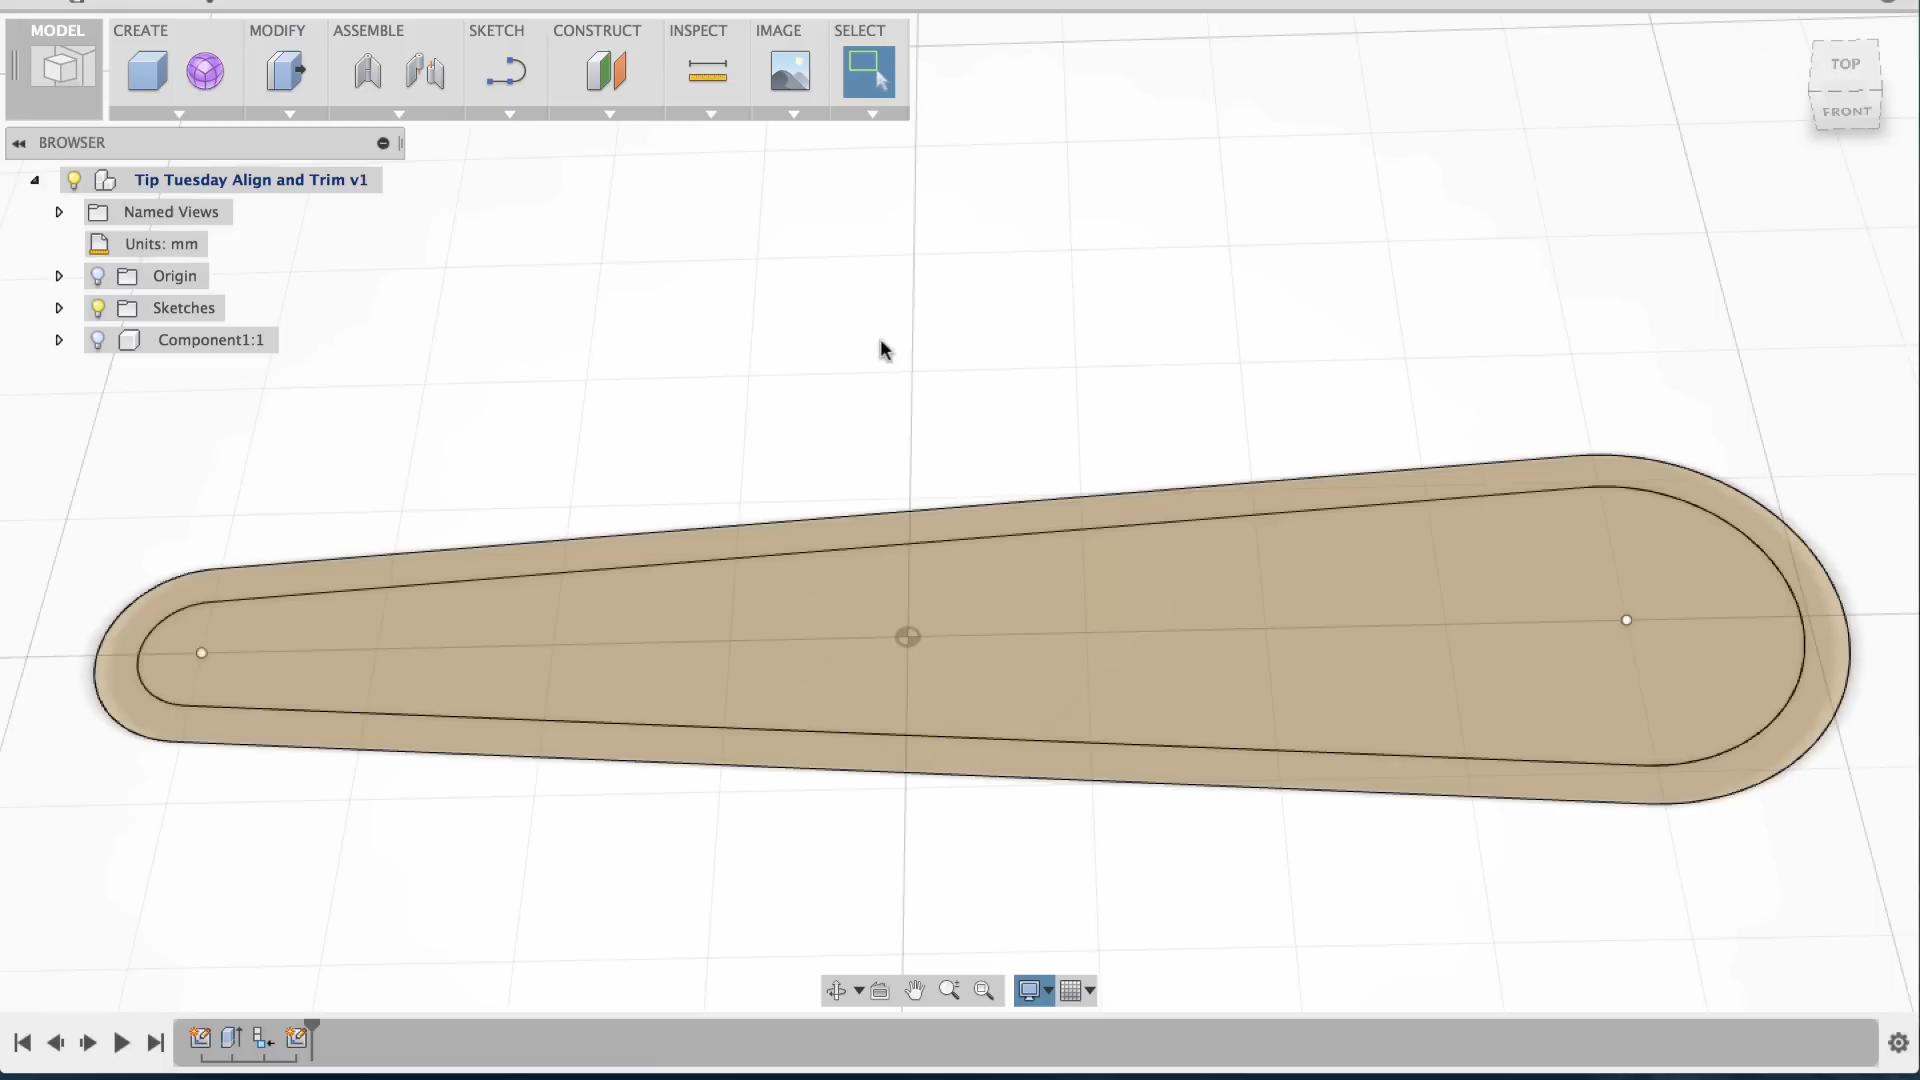 MODEL CREATE MODIFY ASSEMBLE SKETCH CONSTRUCT INSPECT IMAGE SELECT
TOP
FRONT
BROWSER
Tip Tuesday Align and Trim v1
Named Views
Units: mm
Origin
Sketches
Component1:1